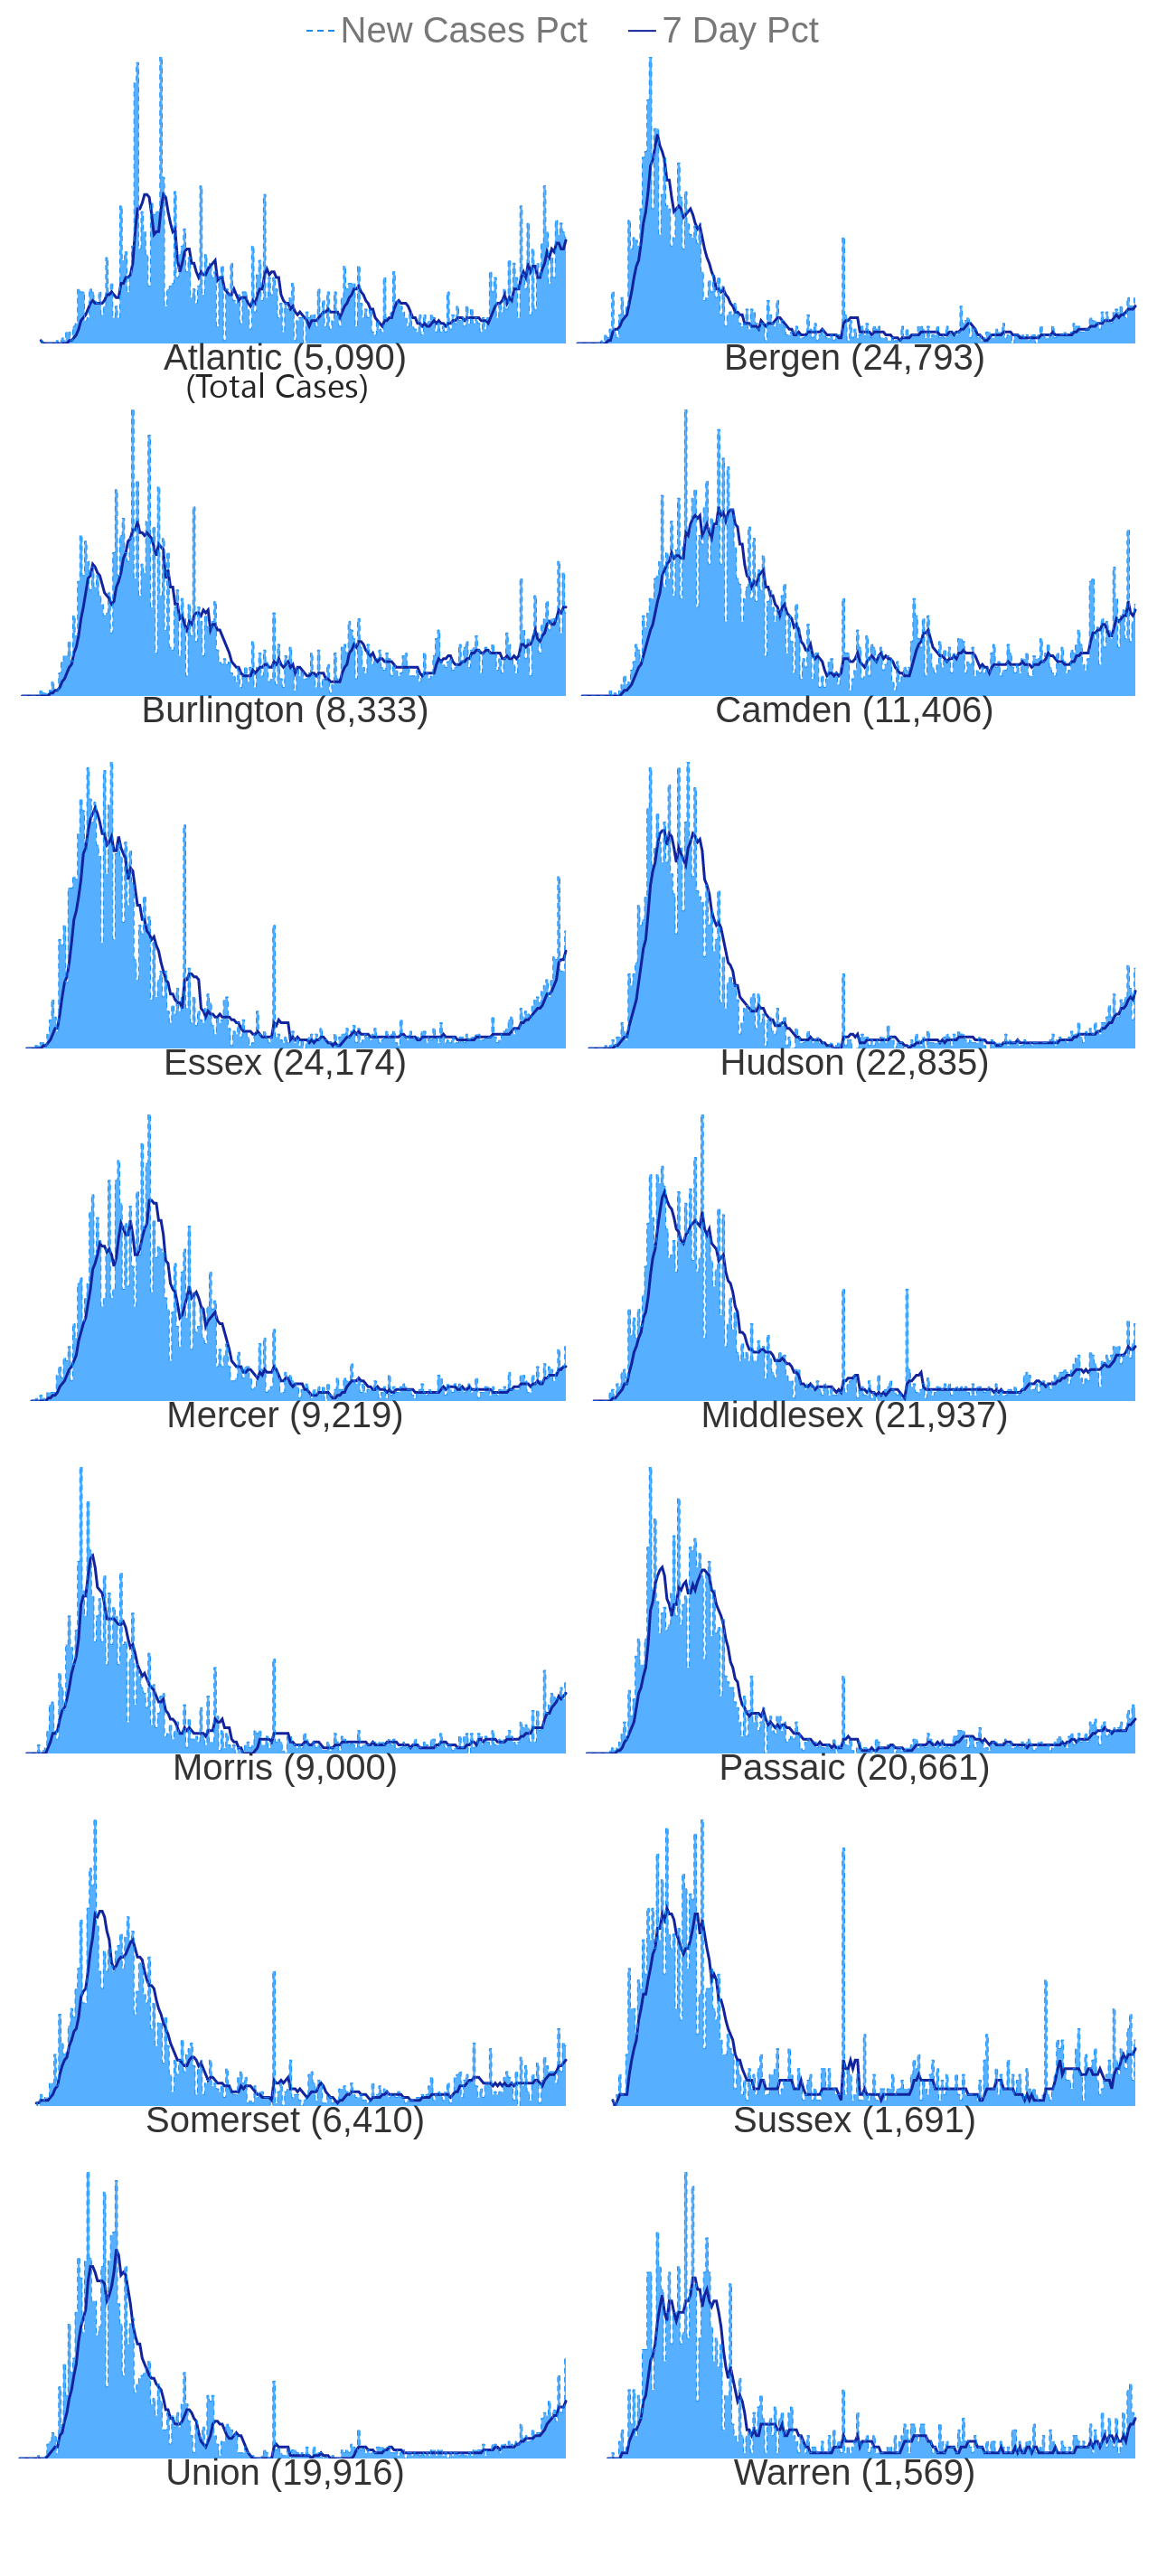 New Cases Pct 7 Day Pct
Atlantic (5,090) Bergen (24,793)
(Total Cases)
Burlington (8,333) Camden (11,406)
Essex (24,174) Hudson (22,835)
Mercer (9,219) Middlesex (21,937)
Morris (9,000) Passaic (20,661)
Somerset (6,410) Sussex (1,691)
Union (19,916) Warren (1,569)